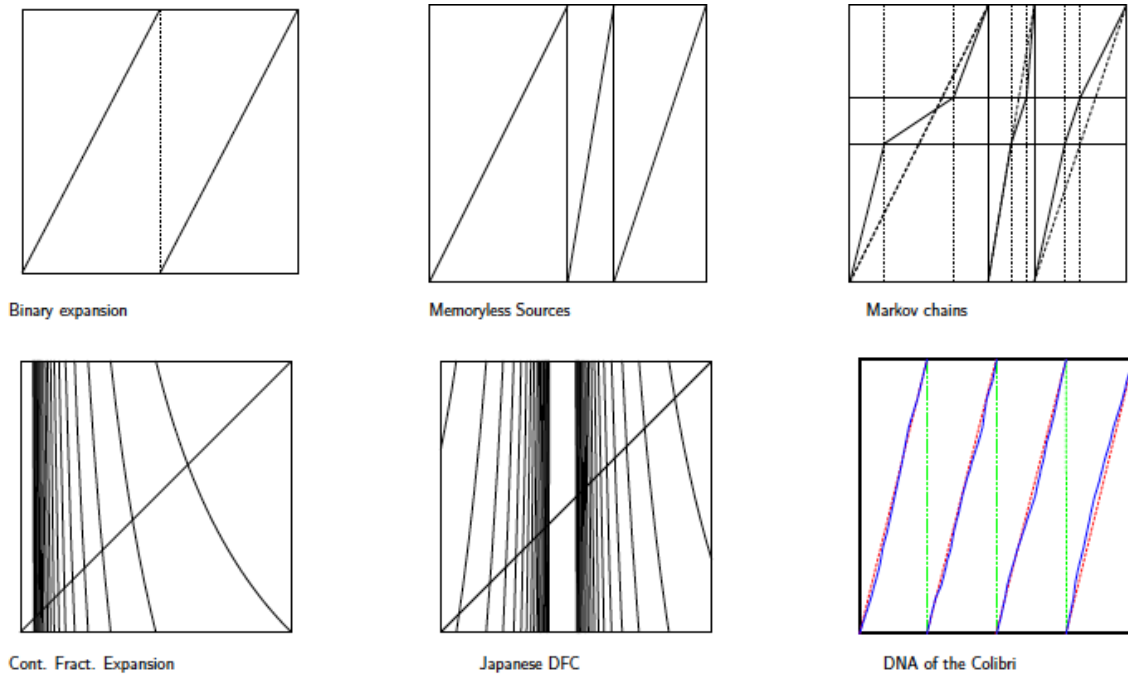 Binary expansion
Memoryless Sources
Markov chains
Cont. Fract. Expansion
Japanese DFC
DNA of the Colibri